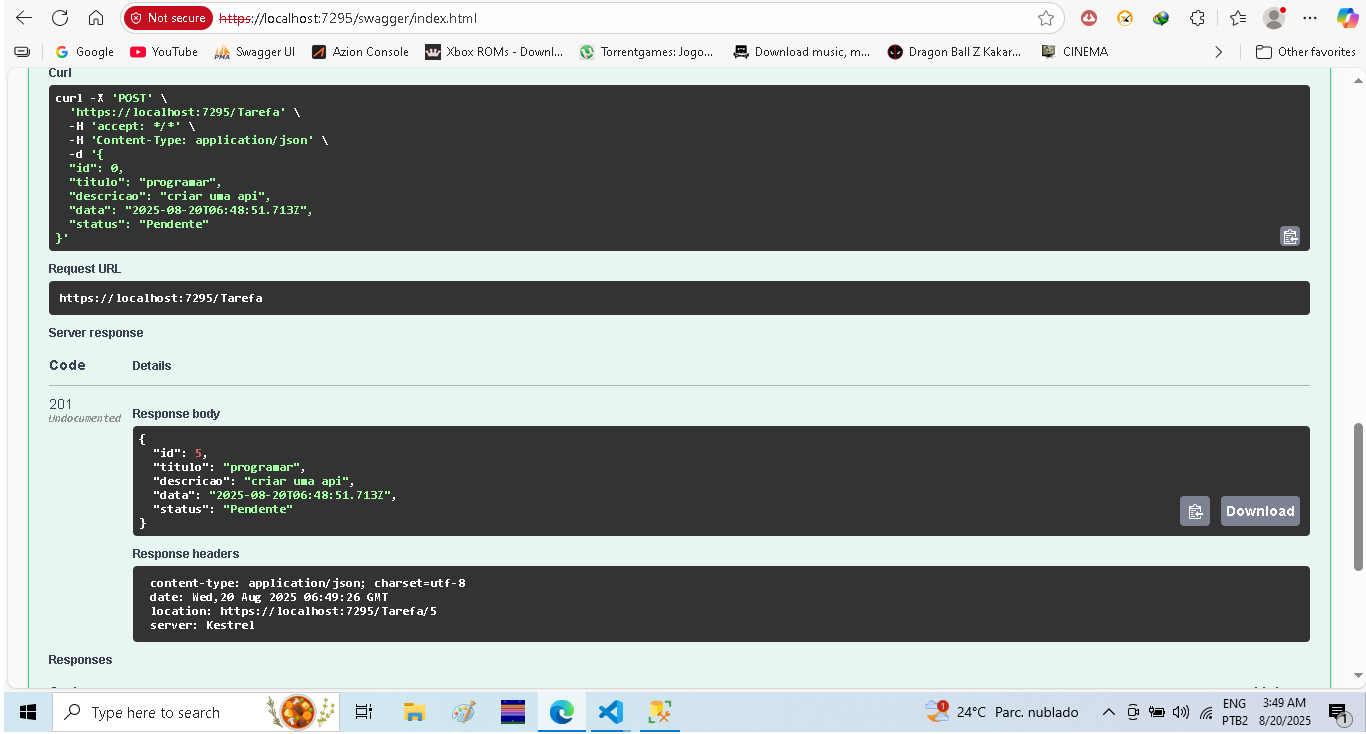 Not secure
https://localhost:7295/swagger/index.html
Google
YouTube
Swagger UI
Azion Console
Xbox ROMs - Downl...
Torrentgames: Jogo...
Download music, m...
Dragon Ball Z Kakar...
CINEMA
Other favorites
Curl
curl -X 'POST' \
'https://localhost:7295/Tarefa' \
-H 'accept: */*' \
-H 'Content-Type: application/json' \
-d '{
"id": 0,
"titulo": "programar",
"descricao": "criar uma api",
"data": "2025-08-20T06:48:51.713Z",
"status": "Pendente"
}'
Request URL
https://localhost:7295/Tarefa
Server response
Code Details
201
Undocumented
Response body
{
"id": 5,
"titulo": "programar",
"descricao": "criar uma api",
"data": "2025-08-20T06:48:51.713Z",
"status": "Pendente"
}
Download
Response headers
content-type: application/json; charset=utf-8
date: Wed,20 Aug 2025 06:49:26 GMT
location: https://localhost:7295/Tarefa/5
server: Kestrel
Responses
Type here to search
1
24°C Parc. nublado
ENG
PTB2
3:49 AM
8/20/2025
1